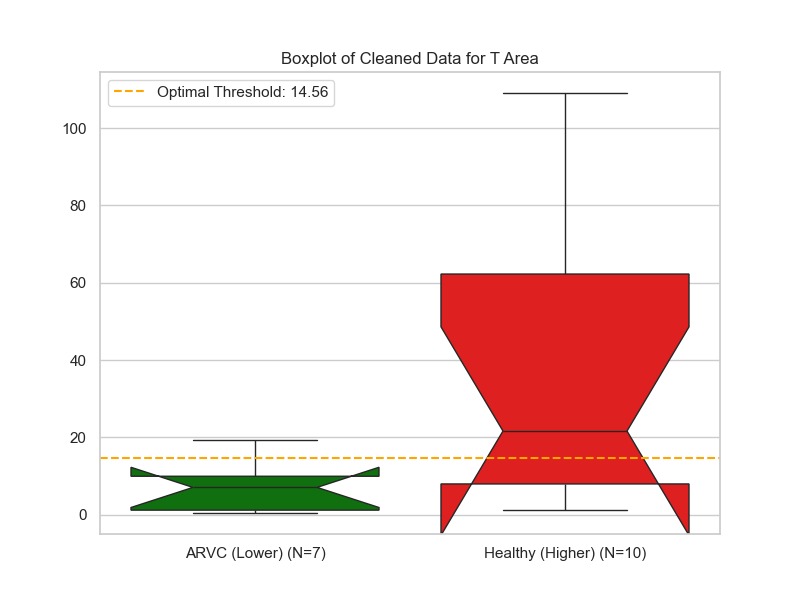 Boxplot of Cleaned Data for T Area
Optimal Threshold: 14.56
100
80
60
40
20
0
ARVC (Lower) (N=7)
Healthy (Higher) (N=10)